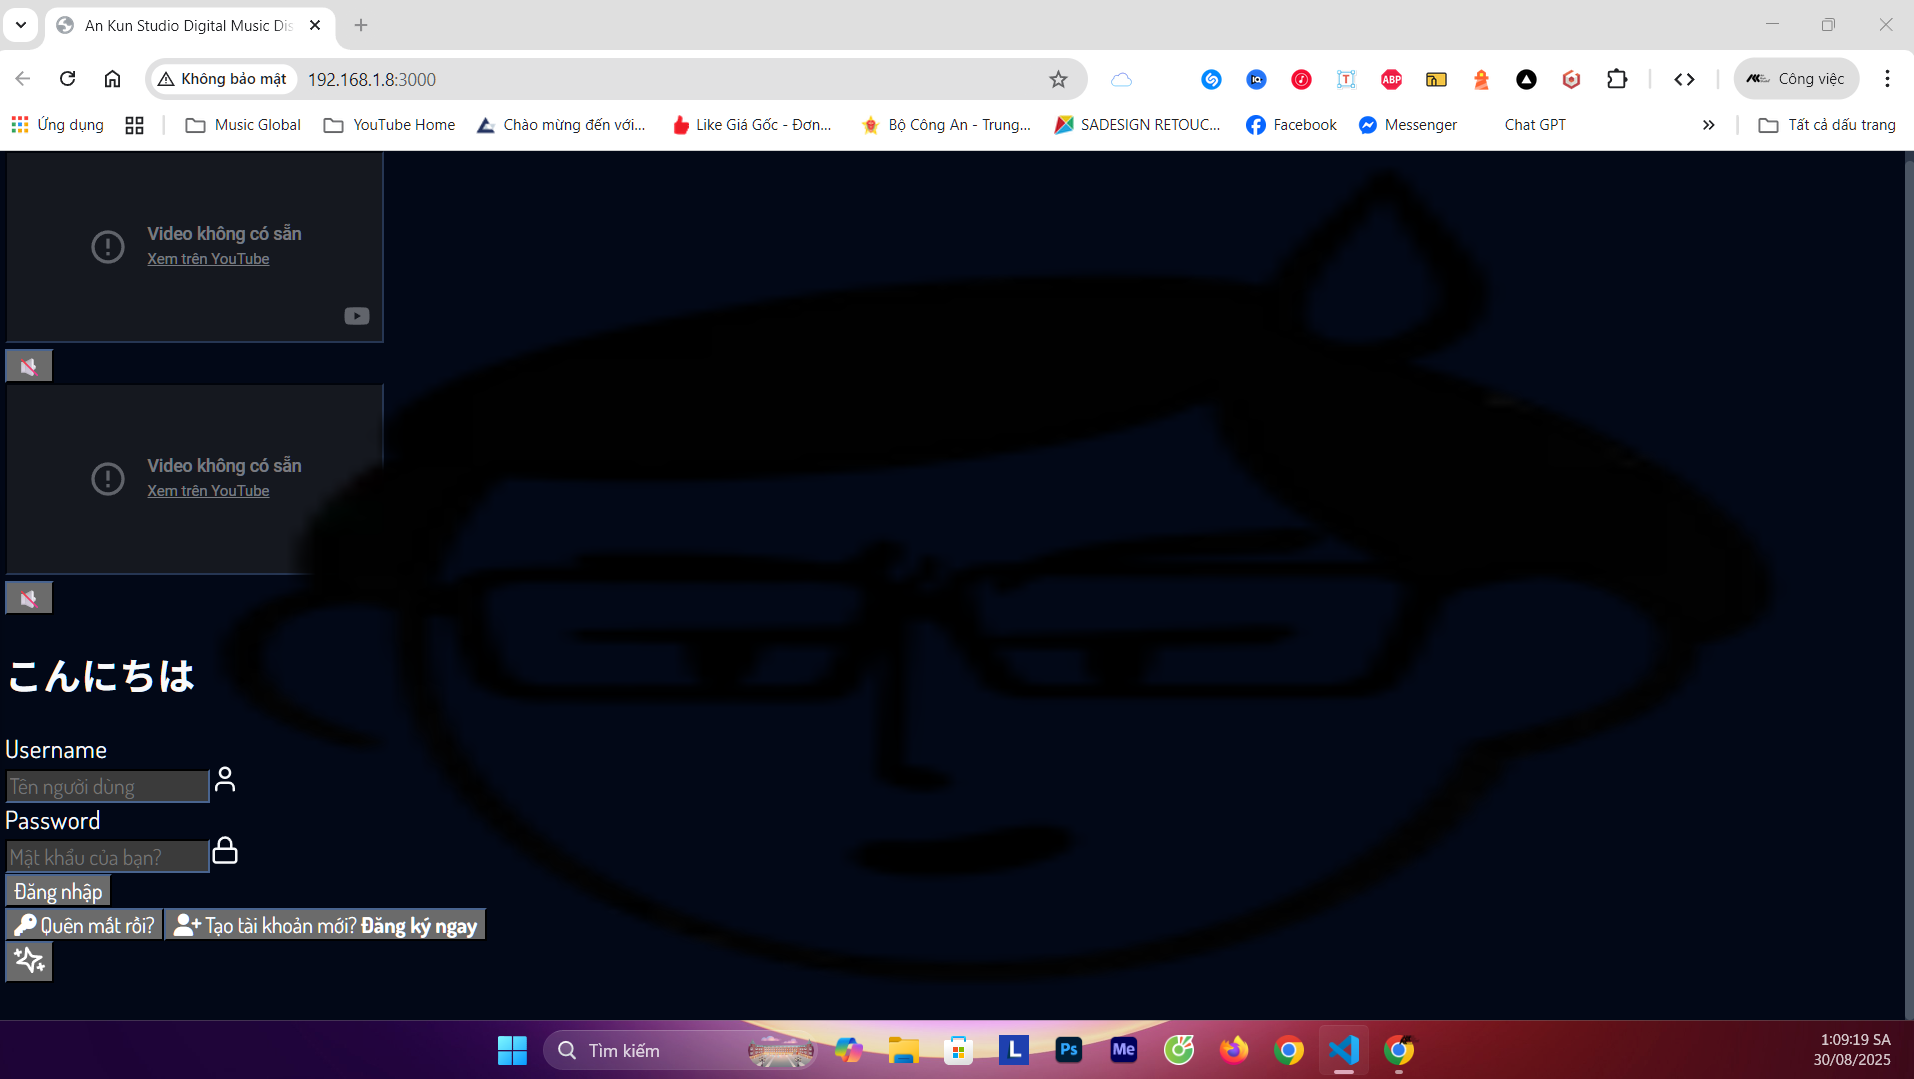 An Kun Studio Digital Music Dis
Không bảo mật
192.168.1.8:3000
Công việc
Ứng dụng
Music Global
YouTube Home
Chào mừng đến với...
Like Giá Gốc - Đơn...
Bộ Công An - Trung...
SADESIGN RETOUC...
Facebook
Messenger
Chat GPT
Tất cả dấu trang
Video không có sẵn
Xem trên YouTube
Video không có sẵn
Xem trên YouTube
こんにちは
Username
Tên người dùng
Password
Mật khẩu của bạn?
Đăng nhập
Quên mất rồi?
Tạo tài khoản mới? Đăng ký ngay
Tìm kiếm
L
Ps
Me
1:09:19 SA
30/08/2025
ABP
T
IQ